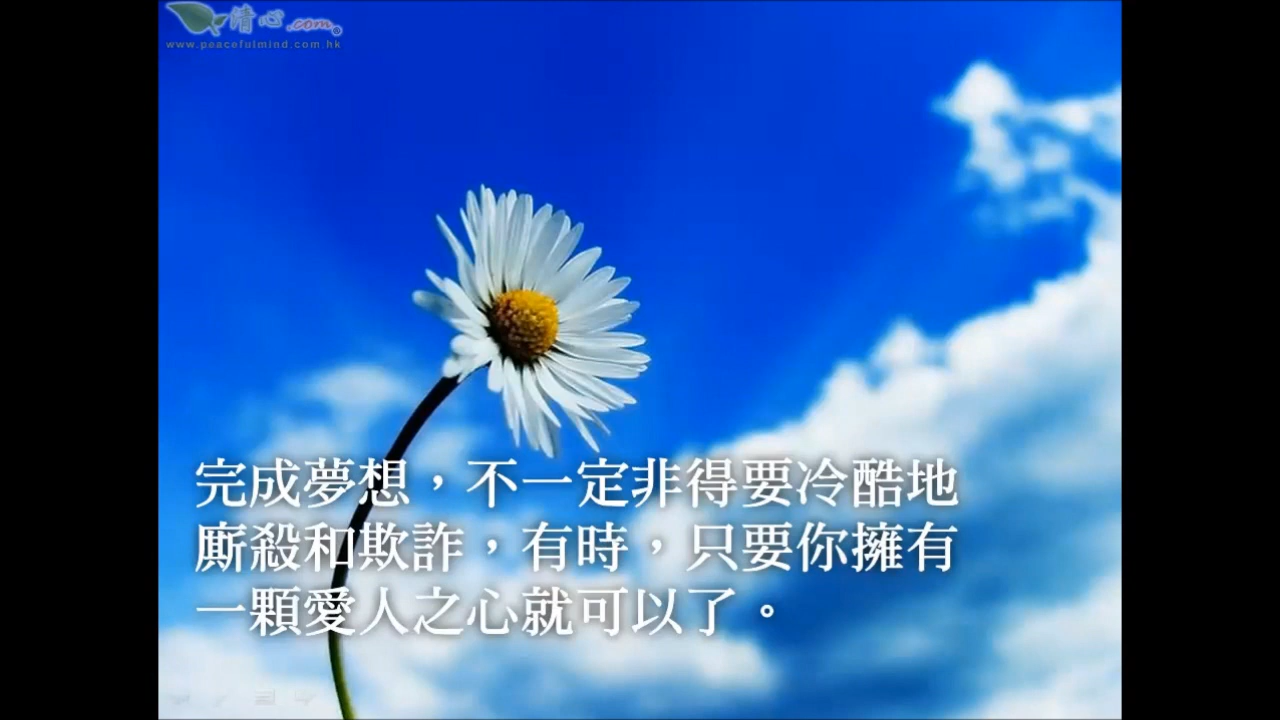 清心.com
www.peacefulmind.com.hk
完成夢想，不一定非得要冷酷地
廝殺和欺詐，有時，只要你擁有
一顆愛人之心就可以了。